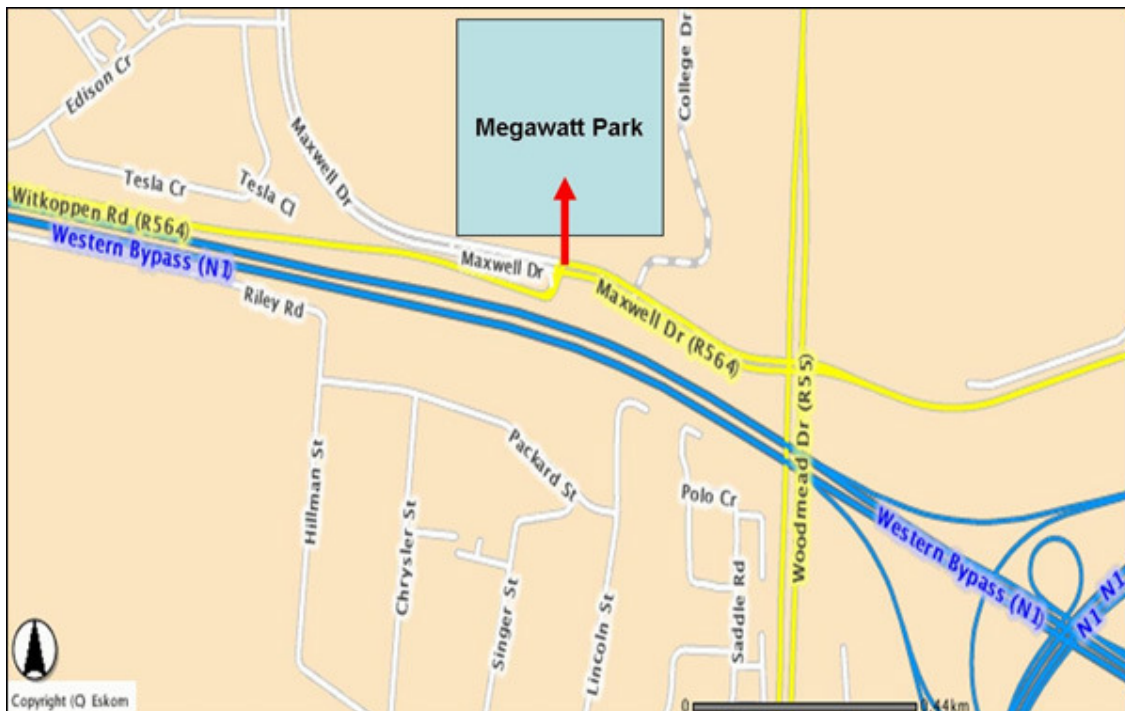 Edison Cr
Maxwell Dr
Megawatt Park
College Dr
Tesla Cr
Tesla Cl
Witkoppen Rd (R564)
Western Bypass (N1)
Maxwell Dr
Riley Rd
Maxwell Dr (R564)
Woodmead Dr (R55)
Hillman St
Chrysler St
Packard St
Singer St
Lincoln St
Polo Cr
Saddle Rd
Western Bypass (N1)
N1
N1
0
0.44km
Copyright (C) Eskom